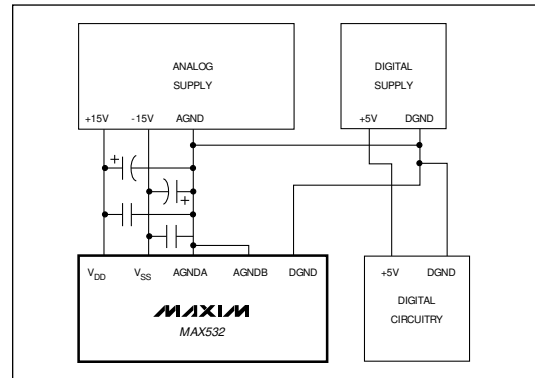 ANALOG
SUPPLY
DIGITAL
SUPPLY
+15V -15V AGND
+5V DGND
+
+
VDD VSS AGNDA AGNDB DGND
+5V DGND
MAXIM
MAX532
DIGITAL
CIRCUITRY